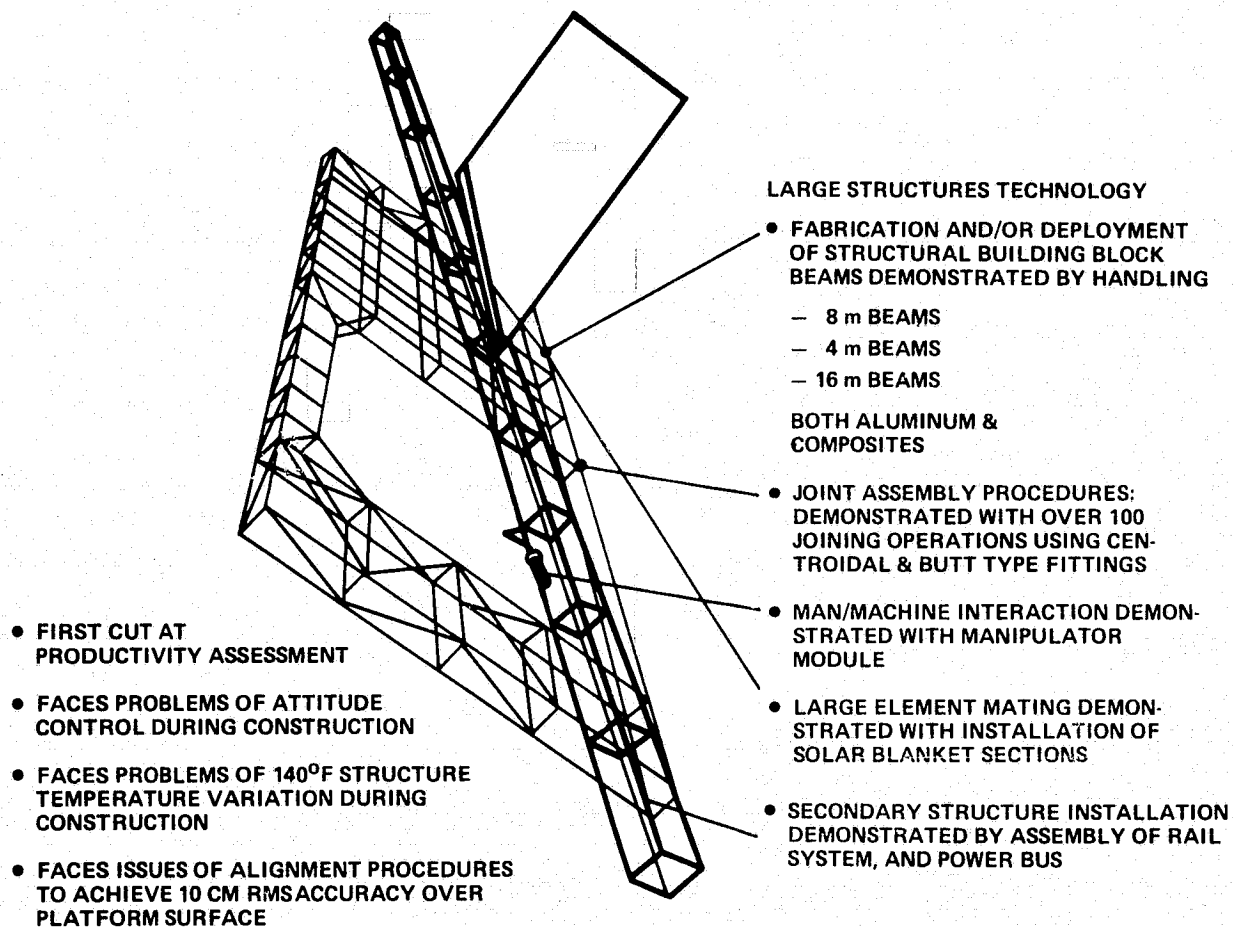 LARGE STRUCTURES TECHNOLOGY
• FABRICATION AND/OR DEPLOYMENT
OF STRUCTURAL BUILDING BLOCK
BEAMS DEMONSTRATED BY HANDLING
– 8 m BEAMS
– 4 m BEAMS
– 16 m BEAMS
BOTH ALUMINUM &
COMPOSITES
• JOINT ASSEMBLY PROCEDURES:
DEMONSTRATED WITH OVER 100
JOINING OPERATIONS USING CEN-
TROIDAL & BUTT TYPE FITTINGS
• MAN/MACHINE INTERACTION DEMON-
STRATED WITH MANIPULATOR
MODULE
• LARGE ELEMENT MATING DEMON-
STRATED WITH INSTALLATION OF
SOLAR BLANKET SECTIONS
• SECONDARY STRUCTURE INSTALLATION
DEMONSTRATED BY ASSEMBLY OF RAIL
SYSTEM, AND POWER BUS
• FIRST CUT AT
PRODUCTIVITY ASSESSMENT
• FACES PROBLEMS OF ATTITUDE
CONTROL DURING CONSTRUCTION
• FACES PROBLEMS OF 140°F STRUCTURE
TEMPERATURE VARIATION DURING
CONSTRUCTION
• FACES ISSUES OF ALIGNMENT PROCEDURES
TO ACHIEVE 10 CM RMS ACCURACY OVER
PLATFORM SURFACE